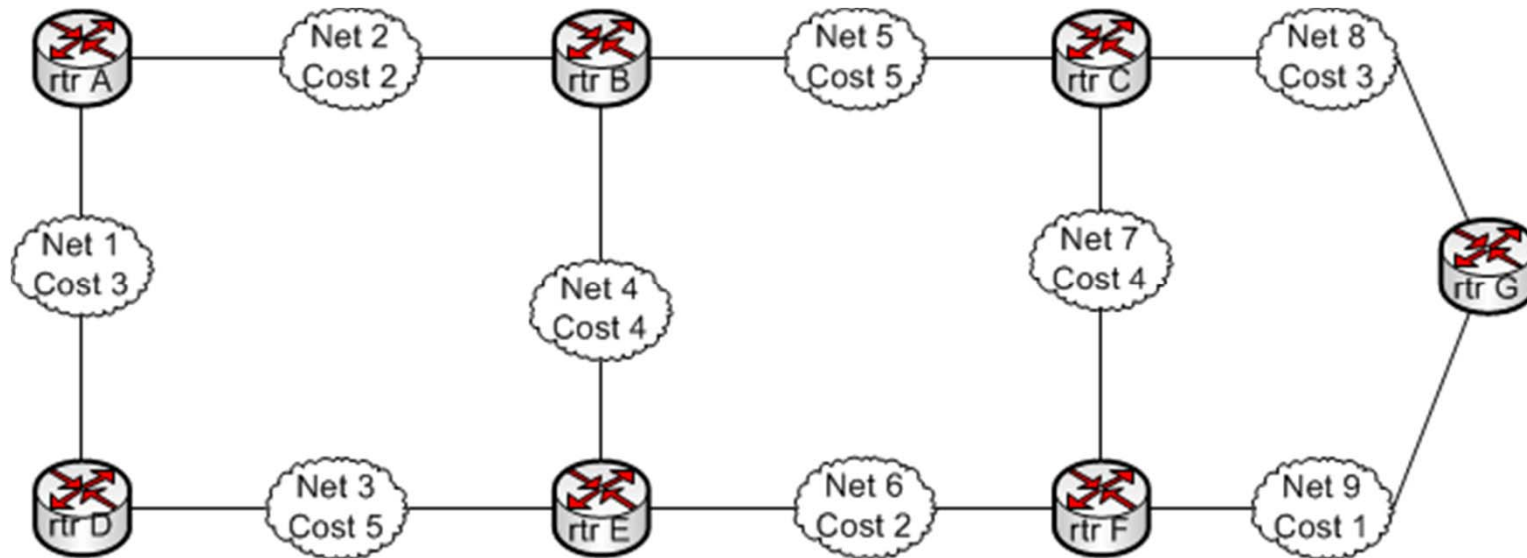 rtr A
Net 2
Cost 2
rtr B
Net 5
Cost 5
rtr C
Net 8
Cost 3
Net 1
Cost 3
Net 4
Cost 4
Net 7
Cost 4
rtr G
rtr D
Net 3
Cost 5
rtr E
Net 6
Cost 2
rtr F
Net 9
Cost 1